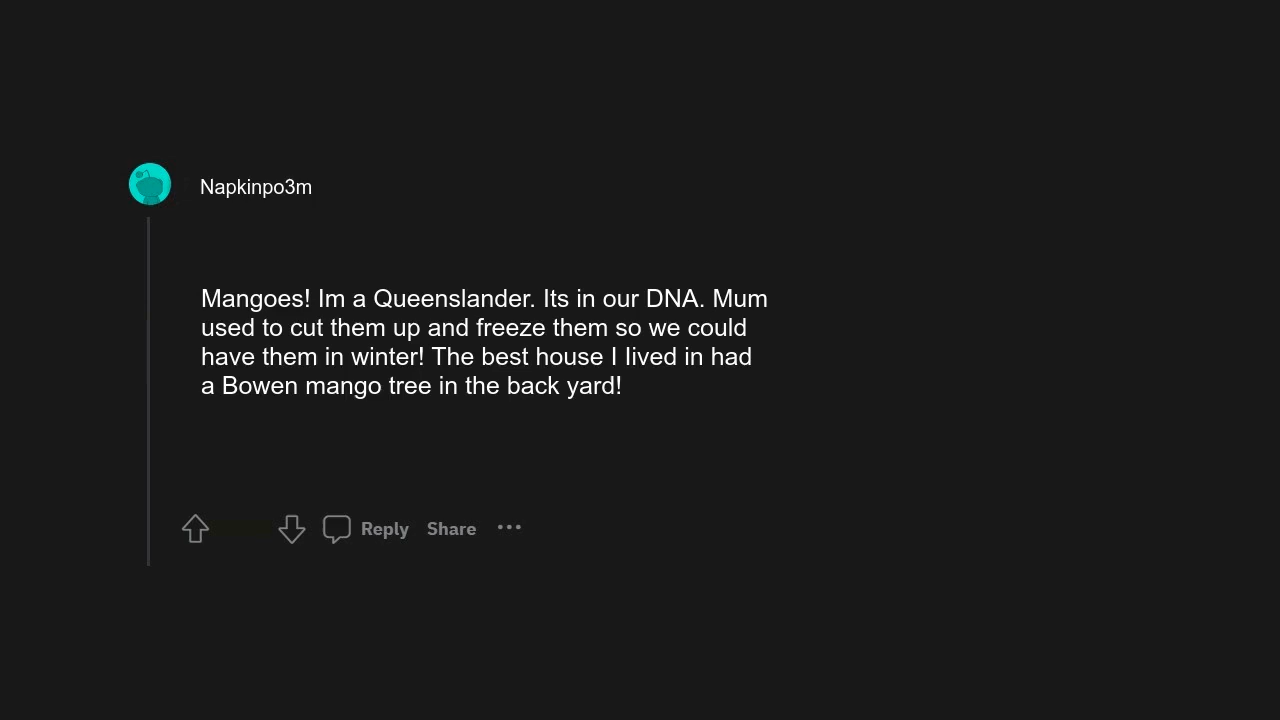 Napkinpo3m
Mangoes! Im a Queenslander. Its in our DNA. Mum
used to cut them up and freeze them so we could
have them in winter! The best house I lived in had
a Bowen mango tree in the back yard!
Reply Share